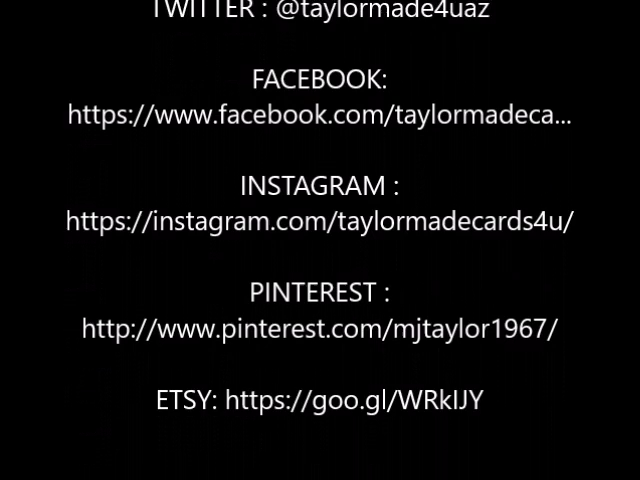 TWITTER : @taylormade4uaz
FACEBOOK:
https://www.facebook.com/taylormadeca...
INSTAGRAM :
https://instagram.com/taylormadecards4u/
PINTEREST :
http://www.pinterest.com/mjtaylor1967/
ETSY: https://goo.gl/WRkIJY